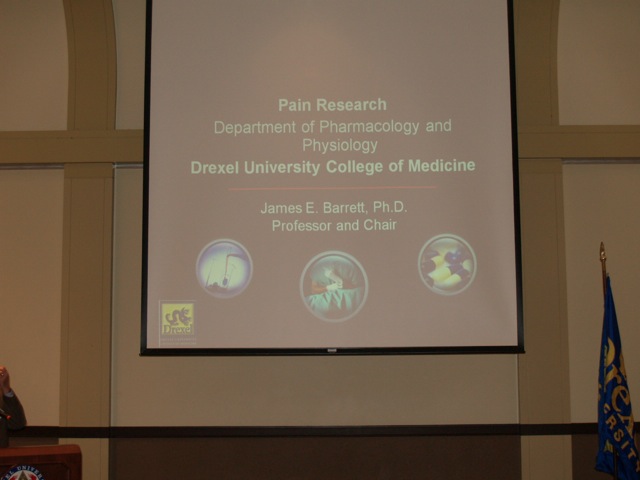 Pain Research
Department of Pharmacology and
Physiology
Drexel University College of Medicine
James E. Barrett, Ph.D.
Professor and Chair
Drexel